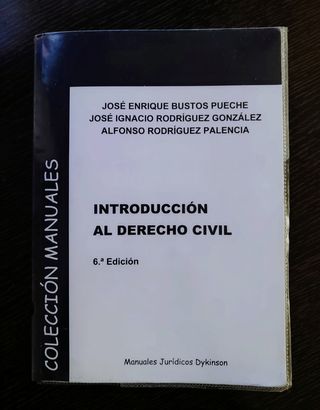 JOSÉ ENRIQUE BUSTOS PUECHE
JOSÉ IGNACIO RODRÍGUEZ GONZÁLEZ
ALFONSO RODRÍGUEZ PALENCIA
INTRODUCCIÓN
AL DERECHO CIVIL
6.ª Edición
COLECCIÓN MANUALES
Manuales Jurídicos Dykinson